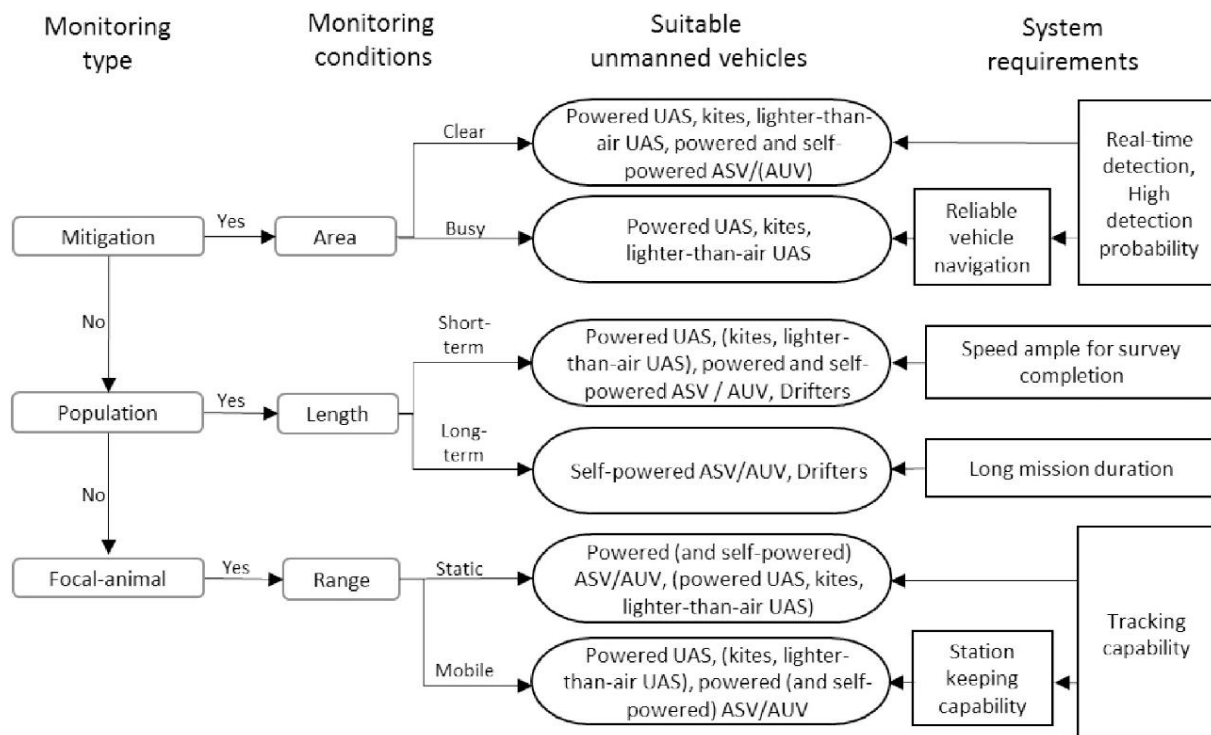 Monitoring
type
Monitoring
conditions
Suitable
unmanned vehicles
System
requirements
Mitigation
Yes
Area
Clear
Powered UAS, kites, lighter-than-
air UAS, powered and self-
powered ASV/(AUV)
Real-time
detection,
High
detection
probability
Busy
Powered UAS, kites,
lighter-than-air UAS
Reliable
vehicle
navigation
No
Population
Yes
Length
Short-
term
Powered UAS, (kites, lighter-
than-air UAS), powered and self-
powered ASV / AUV, Drifters
Speed ample for survey
completion
Long-
term
Self-powered ASV/AUV, Drifters
Long mission duration
No
Focal-animal
Yes
Range
Static
Powered (and self-powered)
ASV/AUV, (powered UAS, kites,
lighter-than-air UAS)
Tracking
capability
Mobile
Powered UAS, (kites, lighter-
than-air UAS), powered (and self-
powered) ASV/AUV
Station
keeping
capability